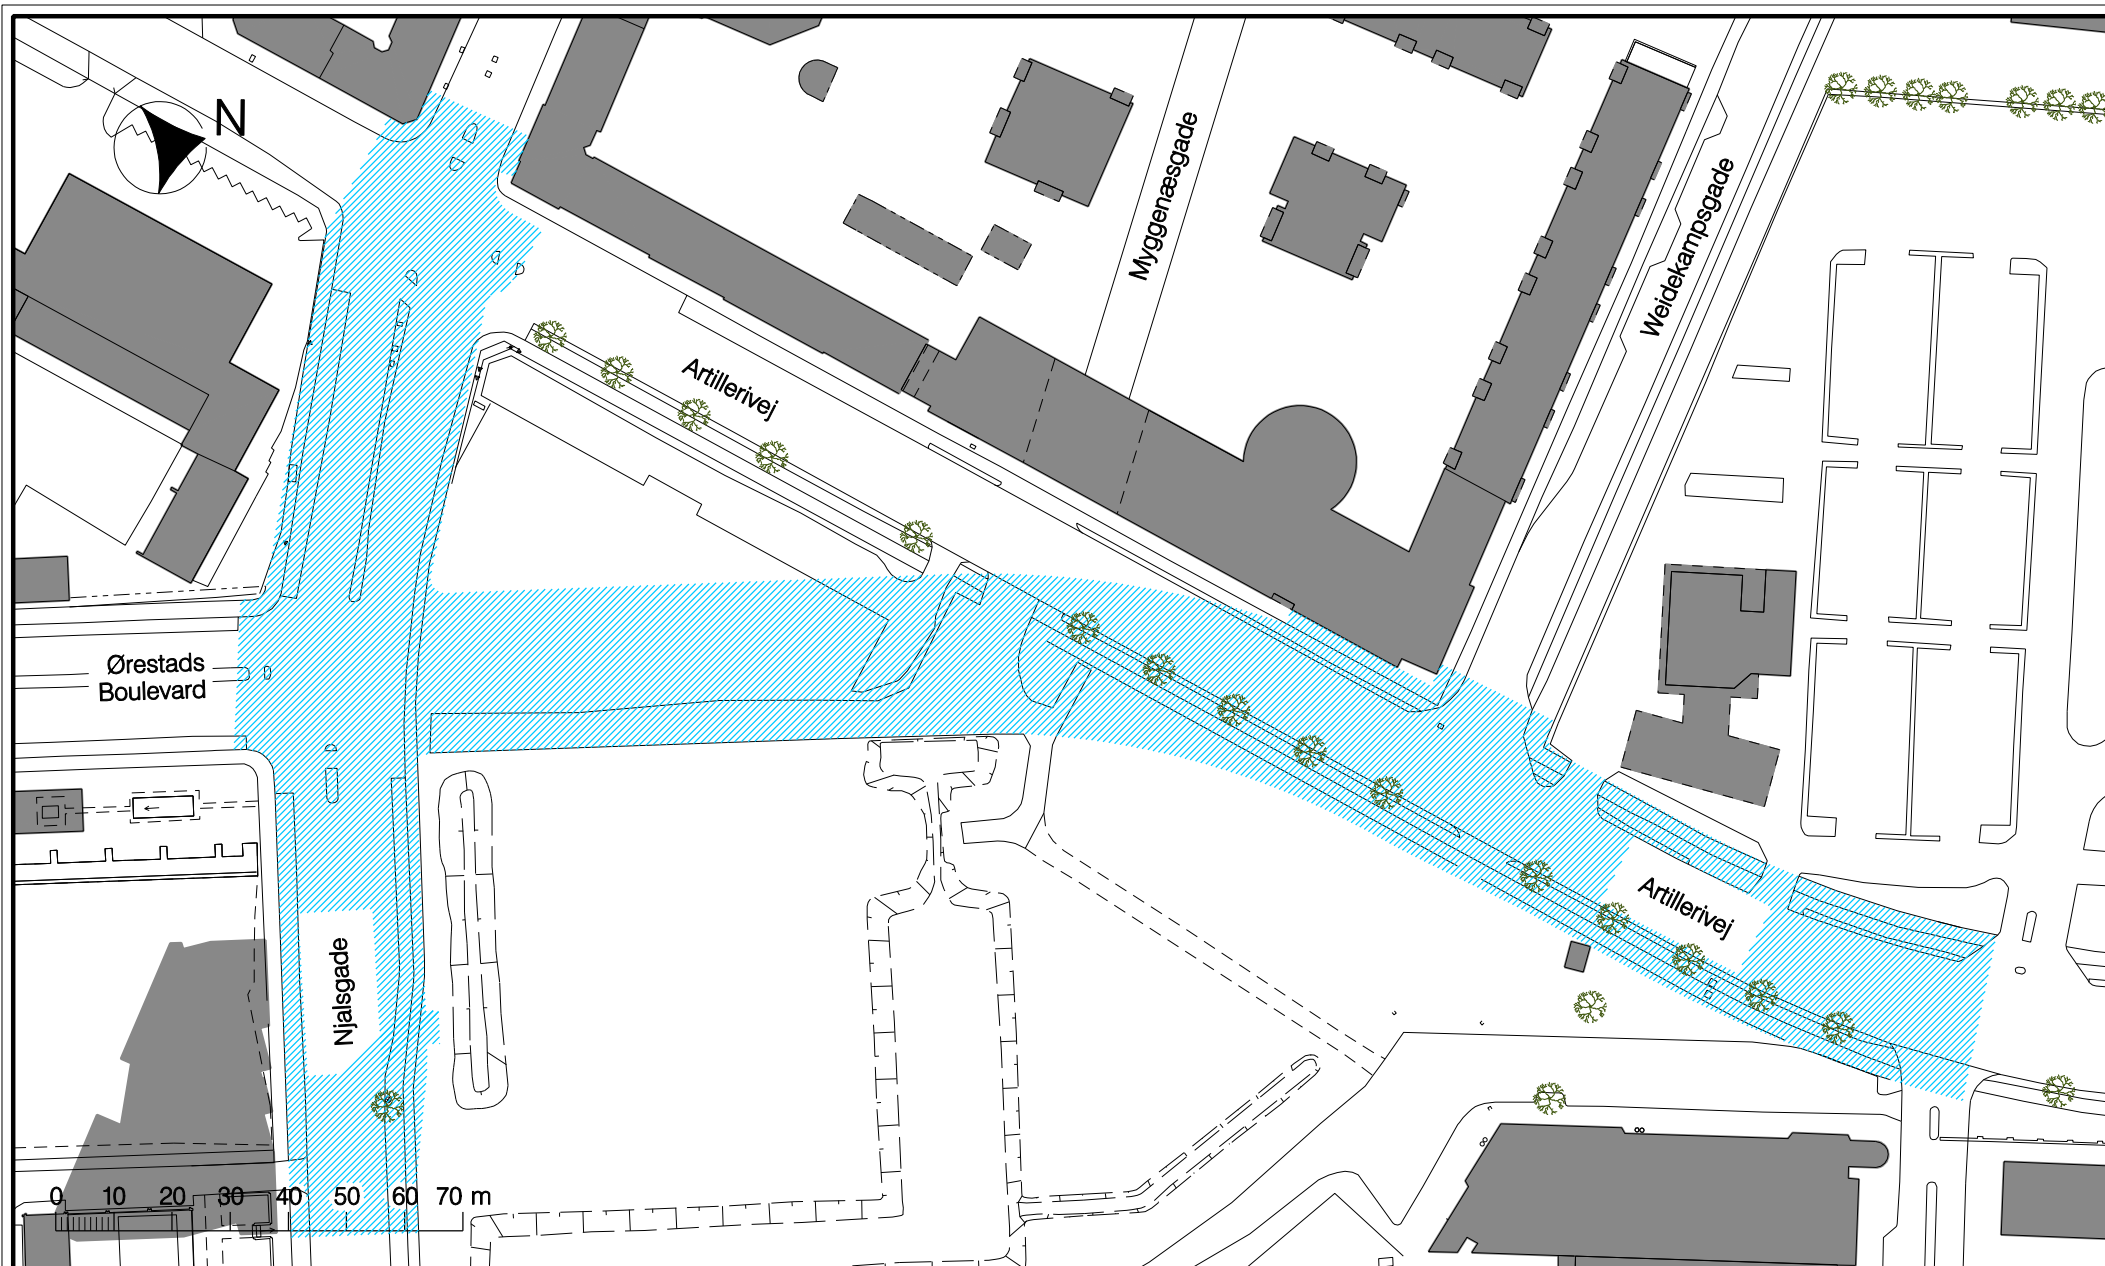 N
Myggenæsgade
Weidekampsgade
Artillerivej
Ørestads
Boulevard
Artillerivej
Njalsgade
0 10 20 30 40 50 60 70 m